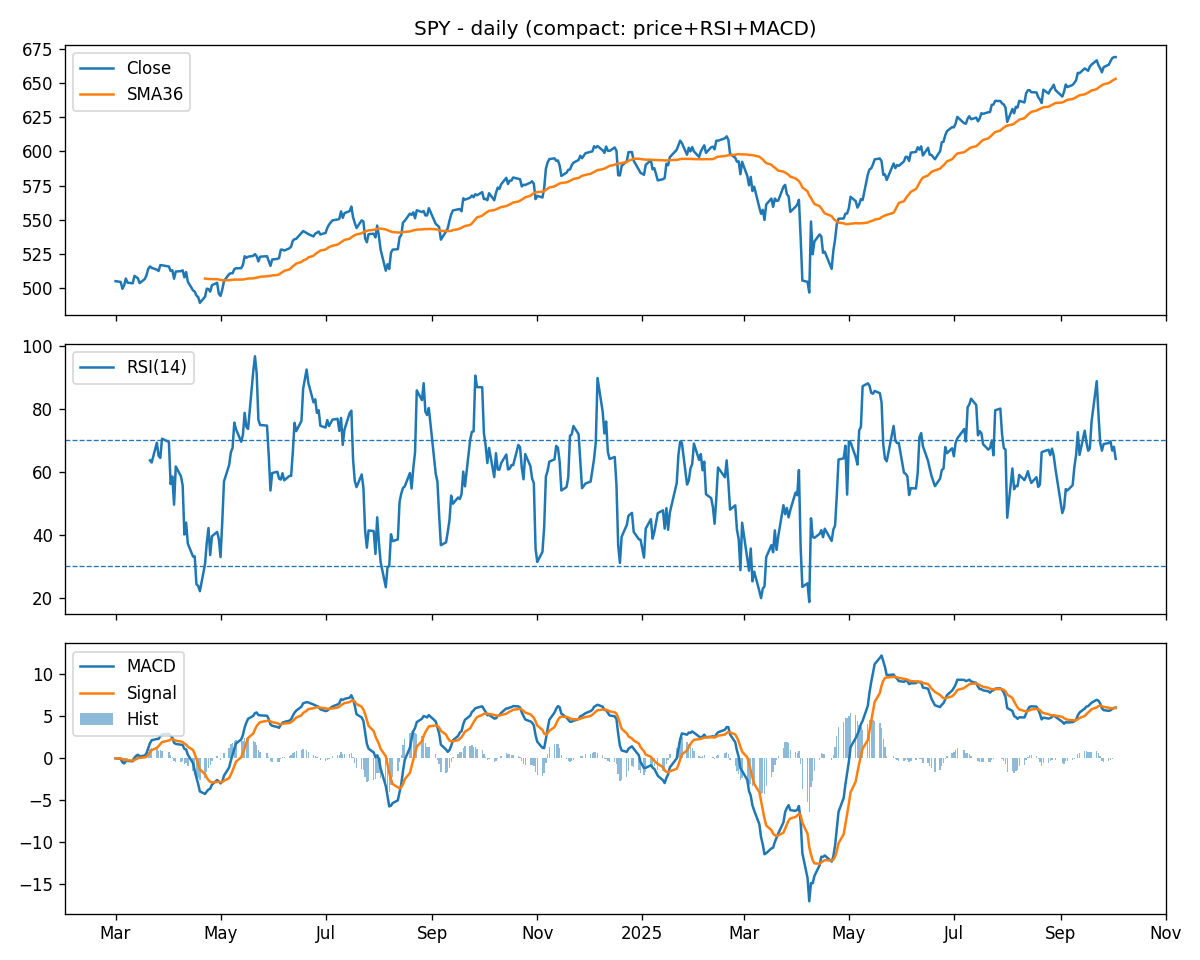 SPY - daily (compact: price+RSI+MACD)
675
650
625
600
575
550
525
500
Close
SMA36
100
80
60
40
20
RSI(14)
10
5
0
−5
−10
−15
MACD
Signal
Hist
Mar May Jul Sep Nov 2025 Mar May Jul Sep Nov